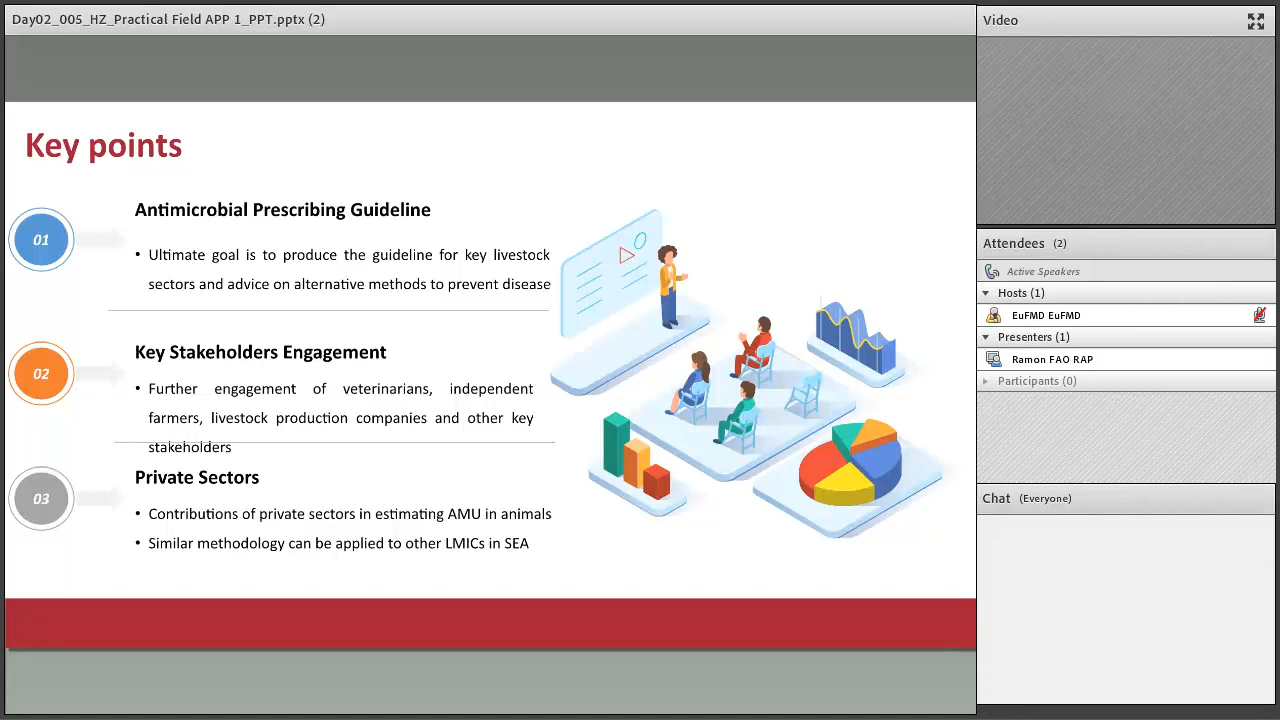 Day02_005_HZ_Practical Field APP 1_PPT.pptx (2)
Key points
01
Antimicrobial Prescribing Guideline
• Ultimate goal is to produce the guideline for key livestock
sectors and advice on alternative methods to prevent disease
02
Key Stakeholders Engagement
• Further engagement of veterinarians, independent
farmers, livestock production companies and other key
stakeholders
03
Private Sectors
• Contributions of private sectors in estimating AMU in animals
• Similar methodology can be applied to other LMICs in SEA
Video
Attendees (2)
Active Speakers
Hosts (1)
EuFMD EuFMD
Presenters (1)
Ramon FAO RAP
Participants (0)
Chat (Everyone)